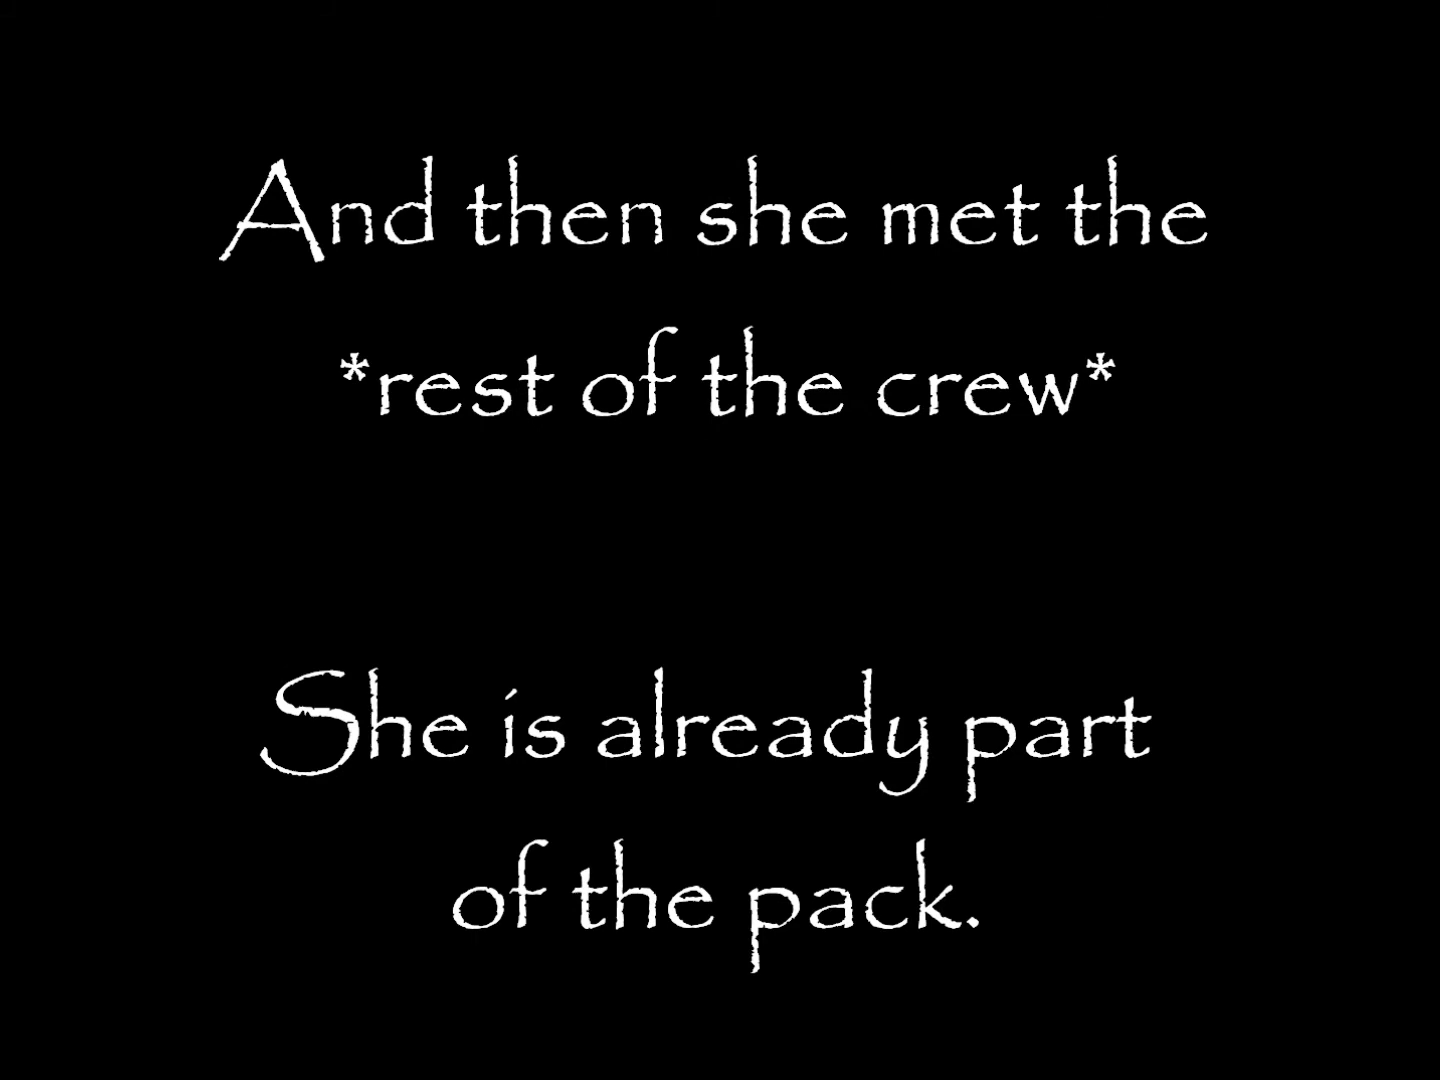 And then she met the
*rest of the crew*
She is already part
of the pack.